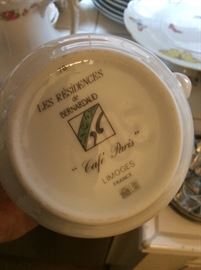 LES RÉSIDENCES
de
BERNARDAUD
"Café Paris"
LIMOGES
FRANCE